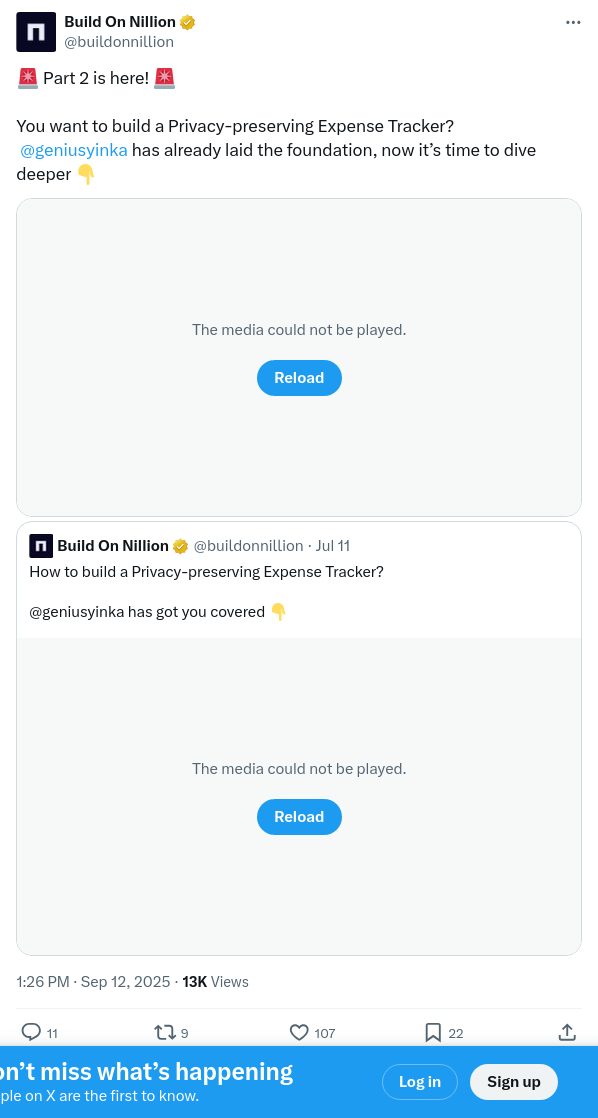 Build On Nillion
@buildonnillion
🚨 Part 2 is here! 🚨
You want to build a Privacy-preserving Expense Tracker?
@geniusyinka has already laid the foundation, now it’s time to dive
deeper 👇
The media could not be played.
Reload
Build On Nillion @buildonnillion · Jul 11
How to build a Privacy-preserving Expense Tracker?
@geniusyinka has got you covered 👇
The media could not be played.
Reload
1:26 PM · Sep 12, 2025 · 13K Views
11 9 107 22
on’t miss what’s happening
ple on X are the first to know.
Log in
Sign up